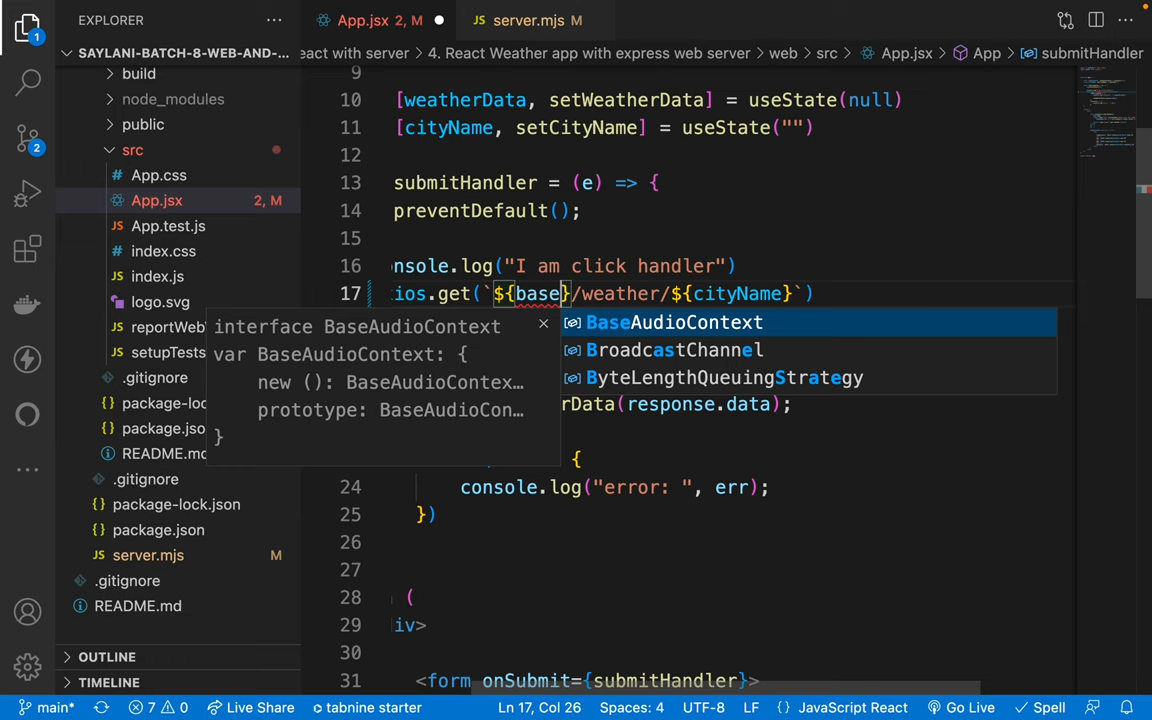 EXPLORER
App.jsx 2, M
server.mjs M
SAYLANI-BATCH-8-WEB-AND-...
eact with server > 4. React Weather app with express web server > web > src > App.jsx > App > submitHandler
build
node_modules
public
src
App.css
App.jsx 2, M
App.test.js
index.css
index.js
logo.svg
reportWeb
setupTests
.gitignore
package-loc
package.jso
README.md
.gitignore
package-lock.json
package.json
server.mjs M
.gitignore
README.md
OUTLINE
TIMELINE
1
2
9
10 [weatherData, setWeatherData] = useState(null)
11 [cityName, setCityName] = useState("")
12
13 submitHandler = (e) => {
14 preventDefault();
15
16 onsole.log("I am click handler")
17 ios.get(`${base}/weather/${cityName}`)
interface BaseAudioContext
var BaseAudioContext: {
new (): BaseAudioContex...
prototype: BaseAudioCon...
}
BaseAudioContext
BroadcastChannel
ByteLengthQueuingStrategy
erData(response.data);
{
24 console.log("error: ", err);
25 })
26
27
28 (
29 iv>
30
31 <form onSubmit={submitHandler}>
main* 7 0 Live Share tabnine starter Ln 17, Col 26 Spaces: 4 UTF-8 LF {} JavaScript React Go Live Spell